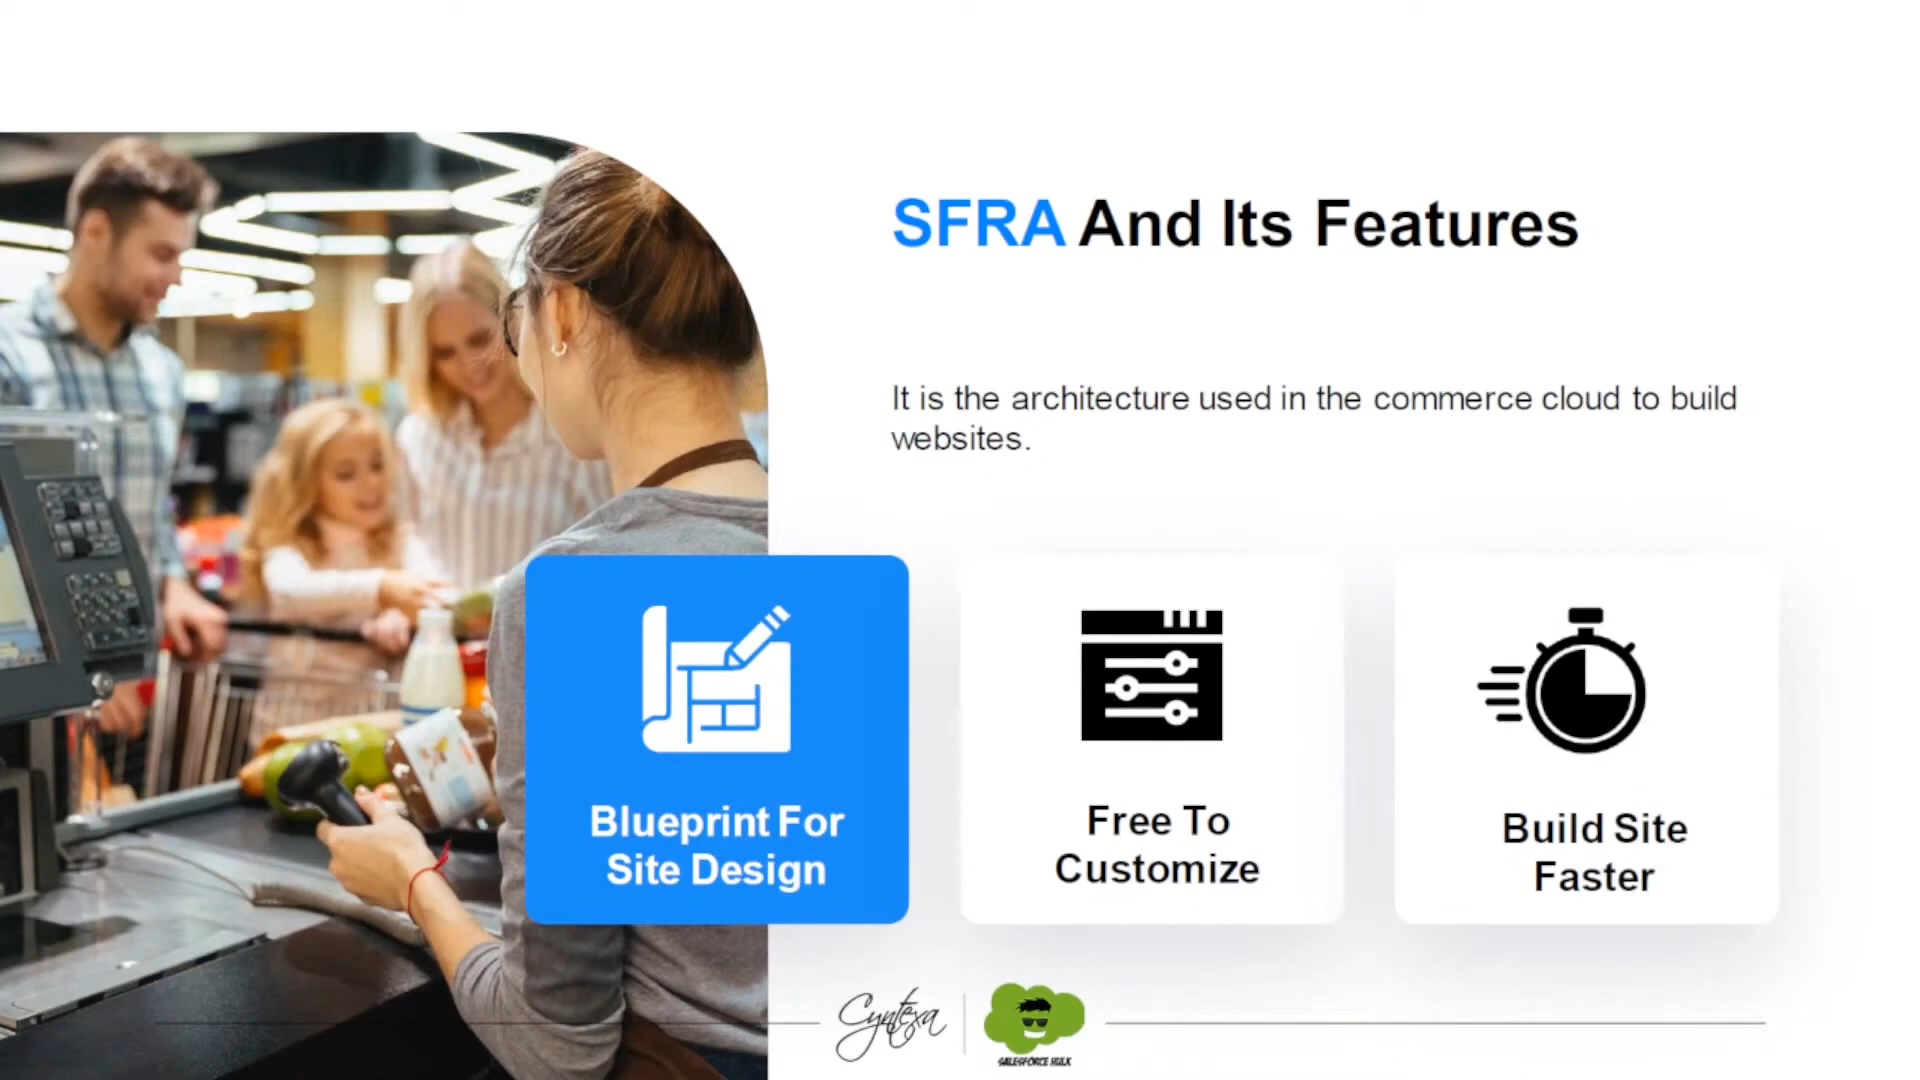 SFRA And Its Features
It is the architecture used in the commerce cloud to build
websites.
Blueprint For
Site Design
Free To
Customize
Build Site
Faster
Cyntexa
SALESFORCE HULK